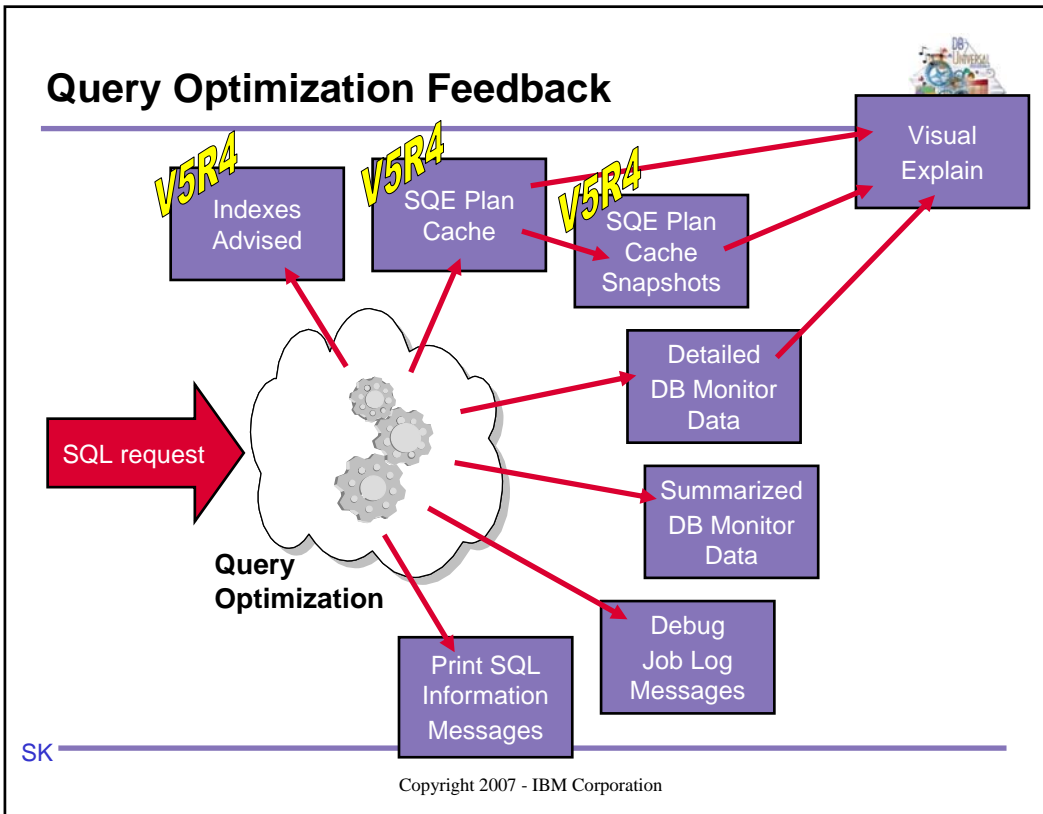 Query Optimization Feedback
DB2
UNIVERSAL
Visual
Explain
V5R4
Indexes
Advised
V5R4
SQE Plan
Cache
V5R4
SQE Plan
Cache
Snapshots
Detailed
DB Monitor
Data
SQL request
Summarized
DB Monitor
Data
Query
Optimization
Debug
Job Log
Messages
Print SQL
Information
Messages
SK
Copyright 2007 - IBM Corporation